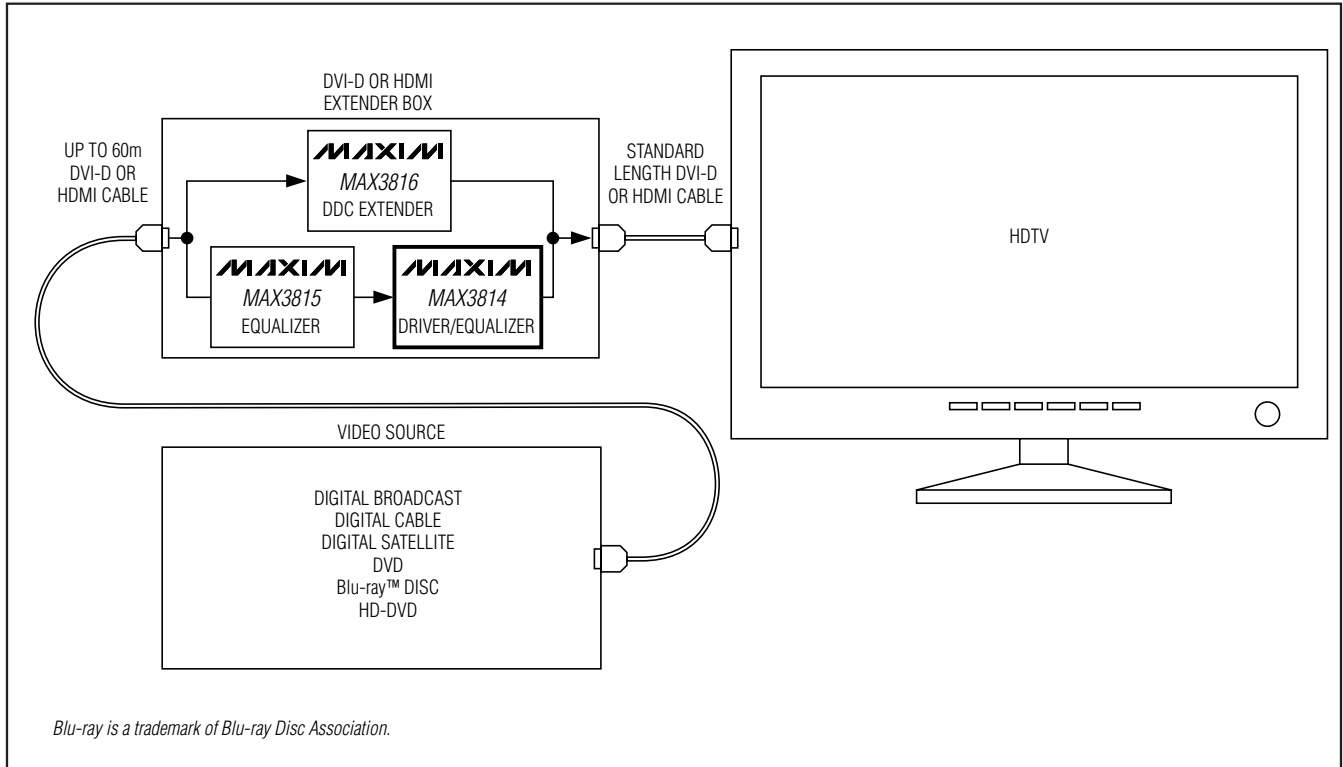 DVI-D OR HDMI
EXTENDER BOX
UP TO 60m
DVI-D OR
HDMI CABLE
MAXIM
MAX3816
DDC EXTENDER
MAXIM
MAX3815
EQUALIZER
MAXIM
MAX3814
DRIVER/EQUALIZER
STANDARD
LENGTH DVI-D
OR HDMI CABLE
HDTV
VIDEO SOURCE
DIGITAL BROADCAST
DIGITAL CABLE
DIGITAL SATELLITE
DVD
Blu-ray™ DISC
HD-DVD
Blu-ray is a trademark of Blu-ray Disc Association.